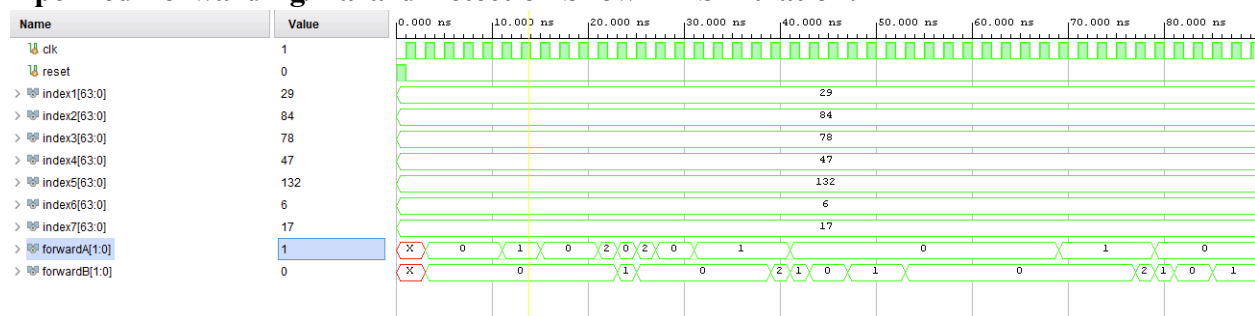 Name Value 0.000 ns 10.000 ns 20.000 ns 30.000 ns 40.000 ns 50.000 ns 60.000 ns 70.000 ns 80.000 ns
clk 1
reset 0
index1[63:0] 29 29
index2[63:0] 84 84
index3[63:0] 78 78
index4[63:0] 47 47
index5[63:0] 132 132
index6[63:0] 6 6
index7[63:0] 17 17
forwardA[1:0] 1 X 0 1 0 2 0 2 0 1 0 1 0
forwardB[1:0] 0 X 0 1 0 2 1 0 1 0 2 1 0 1